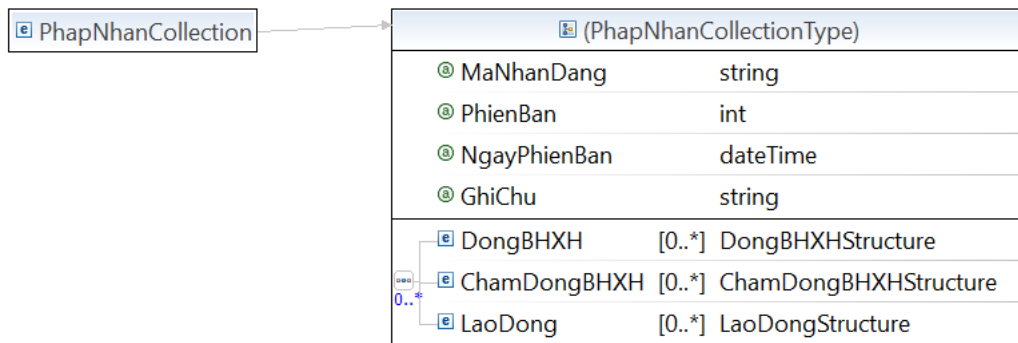 PhapNhanCollection
(PhapNhanCollectionType)
MaNhanDang string
PhienBan int
NgayPhienBan dateTime
GhiChu string
DongBHXH [0..*] DongBHXHStructure
ChamDongBHXH [0..*] ChamDongBHXHStructure
0..*
LaoDong [0..*] LaoDongStructure